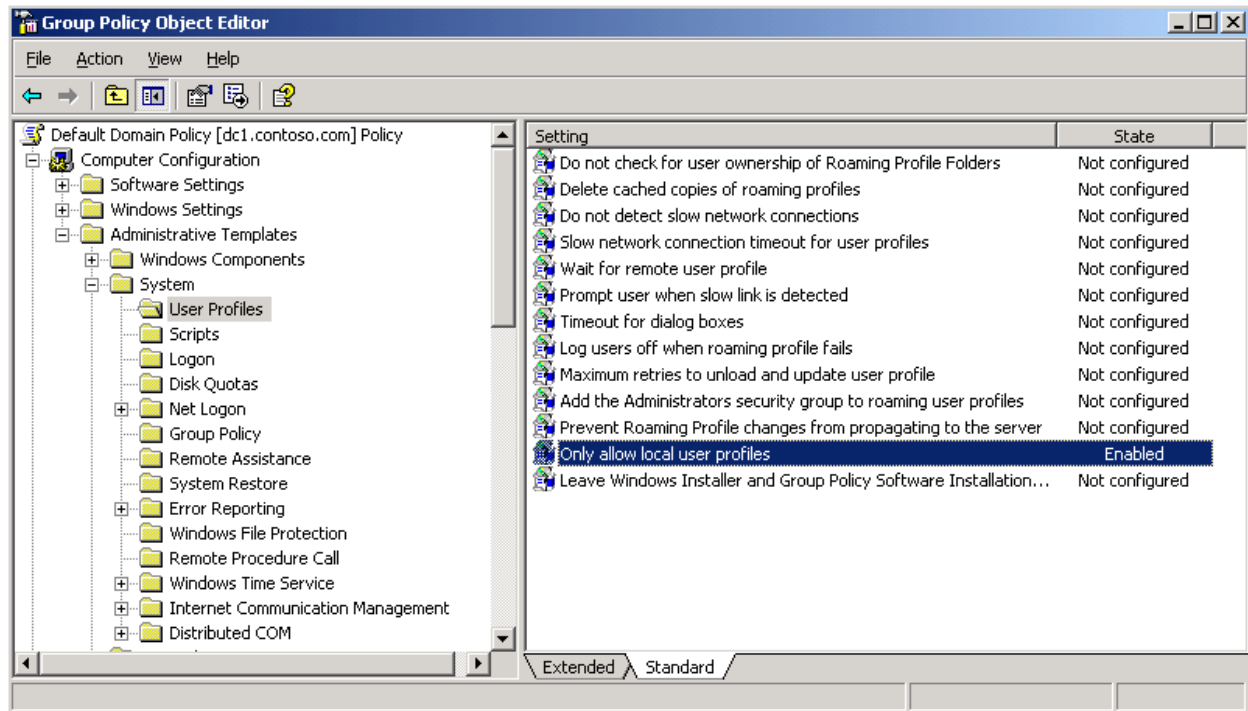 Group Policy Object Editor
File Action View Help
Default Domain Policy [dc1.contoso.com] Policy
Computer Configuration
Software Settings
Windows Settings
Administrative Templates
Windows Components
System
User Profiles
Scripts
Logon
Disk Quotas
Net Logon
Group Policy
Remote Assistance
System Restore
Error Reporting
Windows File Protection
Remote Procedure Call
Windows Time Service
Internet Communication Management
Distributed COM
Setting State
Do not check for user ownership of Roaming Profile Folders Not configured
Delete cached copies of roaming profiles Not configured
Do not detect slow network connections Not configured
Slow network connection timeout for user profiles Not configured
Wait for remote user profile Not configured
Prompt user when slow link is detected Not configured
Timeout for dialog boxes Not configured
Log users off when roaming profile fails Not configured
Maximum retries to unload and update user profile Not configured
Add the Administrators security group to roaming user profiles Not configured
Prevent Roaming Profile changes from propagating to the server Not configured
Only allow local user profiles Enabled
Leave Windows Installer and Group Policy Software Installation... Not configured
Extended Standard